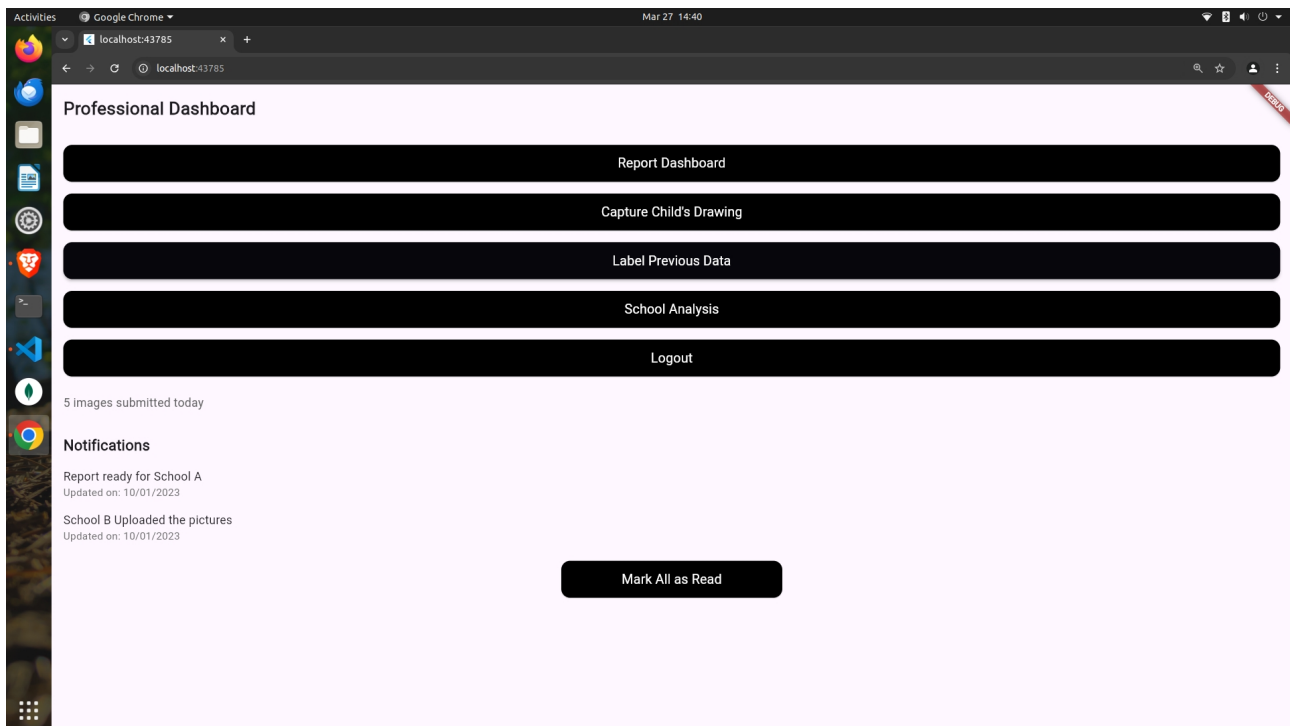 Activities Google Chrome Mar 27 14:40
localhost:43785
localhost:43785
DEBUG
Professional Dashboard
Report Dashboard
Capture Child's Drawing
Label Previous Data
School Analysis
Logout
5 images submitted today
Notifications
Report ready for School A
Updated on: 10/01/2023
School B Uploaded the pictures
Updated on: 10/01/2023
Mark All as Read